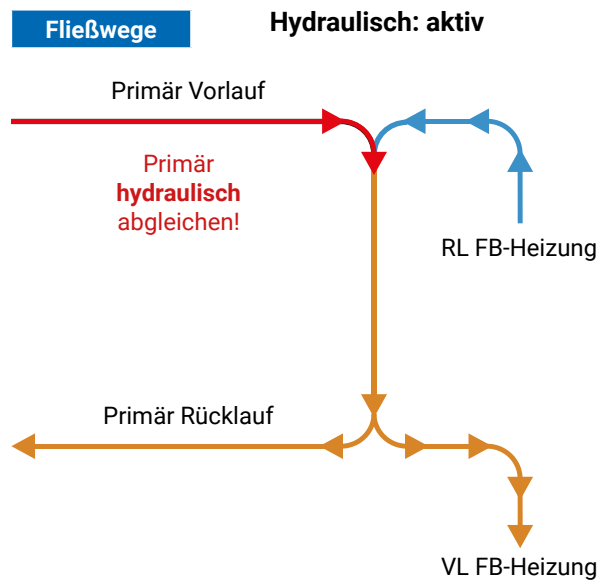 Fließwege
Hydraulisch: aktiv
Primär Vorlauf
Primär
hydraulisch
abgleichen!
RL FB-Heizung
Primär Rücklauf
VL FB-Heizung